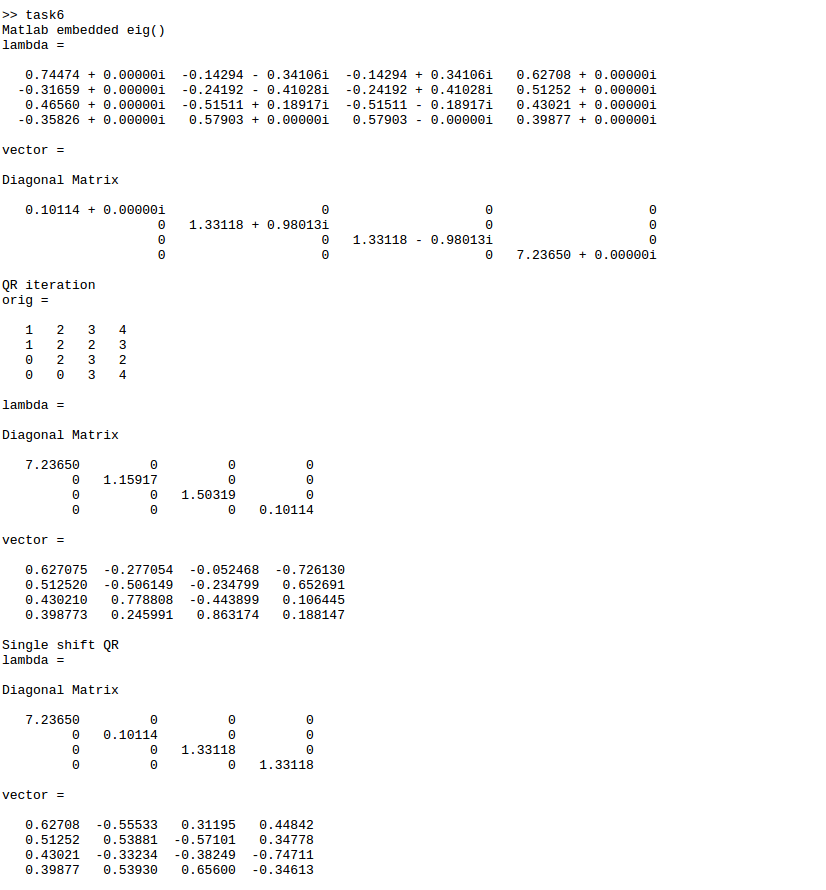 >> task6
Matlab embedded eig()
lambda =
0.74474 + 0.00000i  -0.14294 - 0.34106i  -0.14294 + 0.34106i   0.62708 + 0.00000i
-0.31659 + 0.00000i  -0.24192 - 0.41028i  -0.24192 + 0.41028i   0.51252 + 0.00000i
0.46560 + 0.00000i  -0.51511 + 0.18917i  -0.51511 - 0.18917i   0.43021 + 0.00000i
-0.35826 + 0.00000i   0.57903 + 0.00000i   0.57903 - 0.00000i   0.39877 + 0.00000i
vector =
Diagonal Matrix
0.10114 + 0.00000i                    0                    0                    0
0   1.33118 + 0.98013i                    0                    0
0                    0   1.33118 - 0.98013i                    0
0                    0                    0   7.23650 + 0.00000i
QR iteration
orig =
1   2   3   4
1   2   2   3
0   2   3   2
0   0   3   4
lambda =
Diagonal Matrix
7.23650         0         0         0
0   1.15917         0         0
0         0   1.50319         0
0         0         0   0.10114
vector =
0.627075  -0.277054  -0.052468  -0.726130
0.512520  -0.506149  -0.234799   0.652691
0.430210   0.778808  -0.443899   0.106445
0.398773   0.245991   0.863174   0.188147
Single shift QR
lambda =
Diagonal Matrix
7.23650         0         0         0
0   0.10114         0         0
0         0   1.33118         0
0         0         0   1.33118
vector =
0.62708  -0.55533   0.31195   0.44842
0.51252   0.53881  -0.57101   0.34778
0.43021  -0.33234  -0.38249  -0.74711
0.39877   0.53930   0.65600  -0.34613